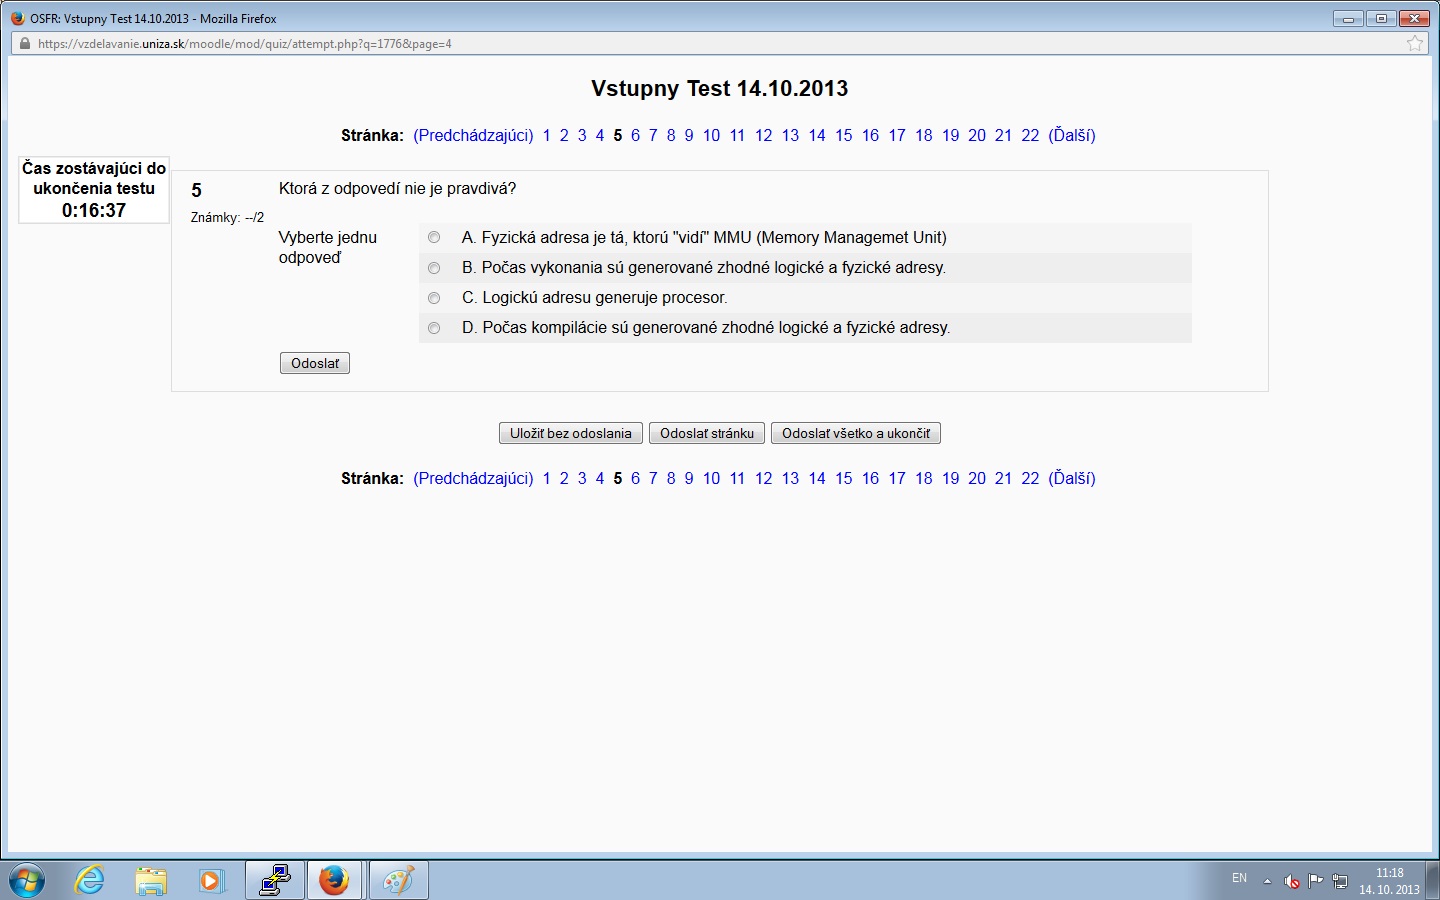 OSFR: Vstupny Test 14.10.2013 - Mozilla Firefox
https://vzdelavanie.uniza.sk/moodle/mod/quiz/attempt.php?q=1776&page=4
Vstupny Test 14.10.2013
Stránka: (Predchádzajúci) 1 2 3 4 5 6 7 8 9 10 11 12 13 14 15 16 17 18 19 20 21 22 (Ďalší)
Čas zostávajúci do
ukončenia testu
0:16:37
5
Známky: --/2
Ktorá z odpovedí nie je pravdivá?
Vyberte jednu
odpoveď
A. Fyzická adresa je tá, ktorú "vidí" MMU (Memory Managemet Unit)
B. Počas vykonania sú generované zhodné logické a fyzické adresy.
C. Logickú adresu generuje procesor.
D. Počas kompilácie sú generované zhodné logické a fyzické adresy.
Odoslať
Uložiť bez odoslania Odoslať stránku Odoslať všetko a ukončiť
Stránka: (Predchádzajúci) 1 2 3 4 5 6 7 8 9 10 11 12 13 14 15 16 17 18 19 20 21 22 (Ďalší)
EN
11:18
14. 10. 2013